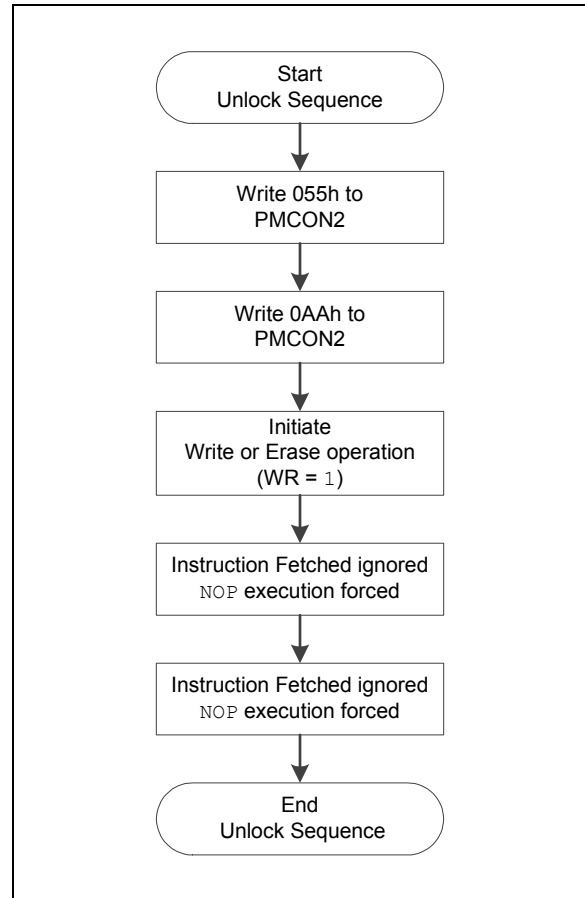 Start
Unlock Sequence
Write 055h to
PMCON2
Write 0AAh to
PMCON2
Initiate
Write or Erase operation
(WR = 1)
Instruction Fetched ignored
NOP execution forced
Instruction Fetched ignored
NOP execution forced
End
Unlock Sequence